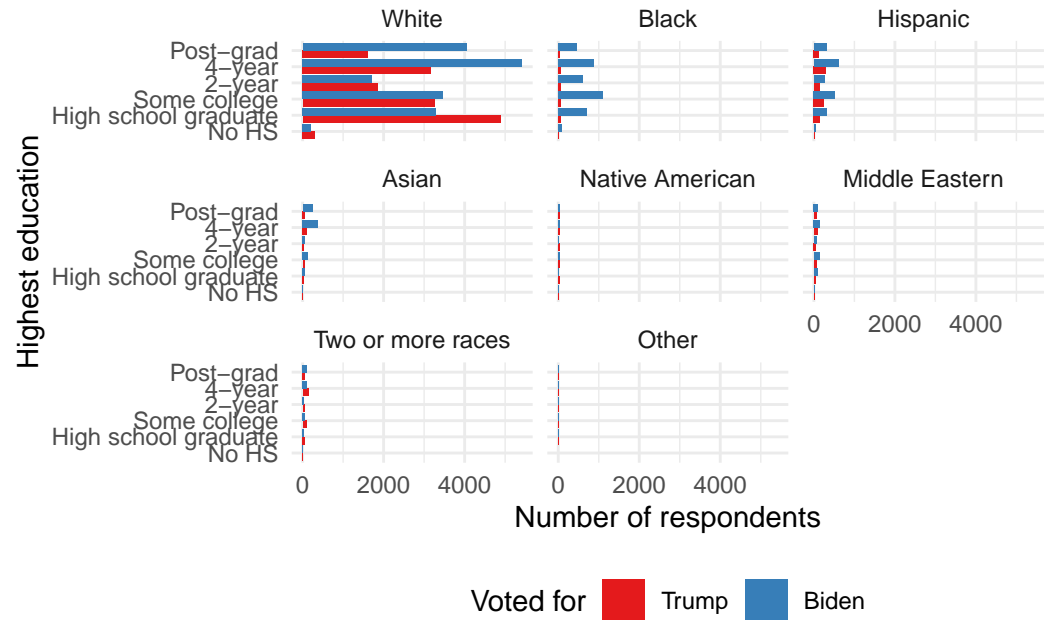 White Black Hispanic
Post−grad
4−year
2−year
Some college
High school graduate
No HS
Asian Native American Middle Eastern
Post−grad
4−year
2−year
Some college
High school graduate
No HS
0 2000 4000
Two or more races Other
Post−grad
4−year
2−year
Some college
High school graduate
No HS
0 2000 4000 0 2000 4000
Highest education
Number of respondents
Voted for Trump Biden